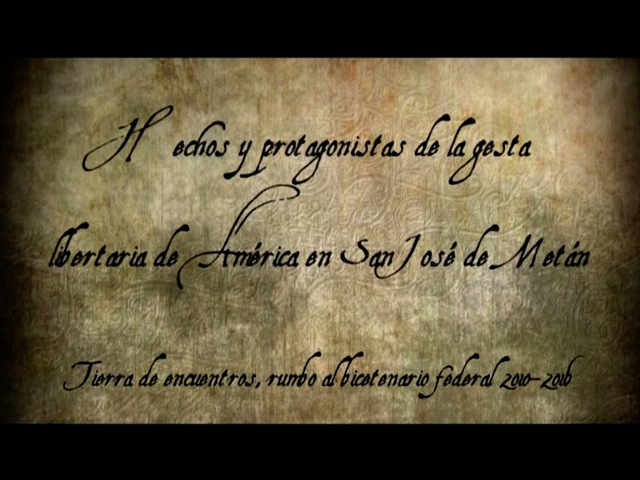 Hechos y protagonistas de la gesta
libertaria de América en San José de Metán
Tierra de encuentros, rumbo al bicetenario federal 2010-2016